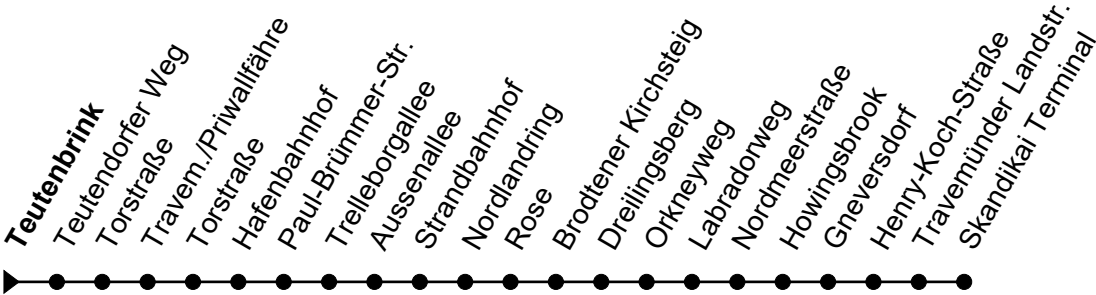 Teutenbrink
Teutendorfer Weg
Torstraße
Travem./Priwallfähre
Torstraße
Hafenbahnhof
Paul-Brümmer-Str.
Trelleborgallee
Aussenallee
Strandbahnhof
Nordlandring
Rose
Brodtener Kirchsteig
Dreilingsberg
Orkneyweg
Labradorweg
Nordmeerstraße
Howingsbrook
Gneversdorf
Henry-Koch-Straße
Travemünder Landstr.
Skandikai Terminal